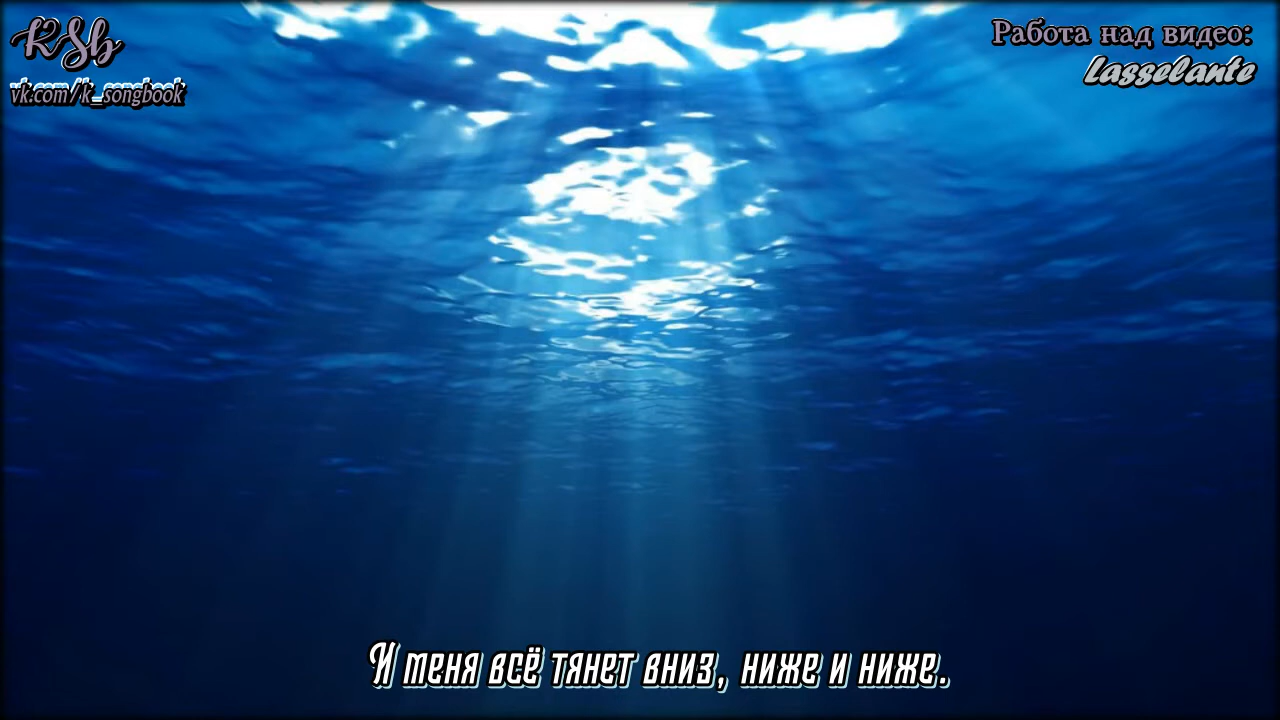 KSb
vk.com/k_songbook
Работа над видео:
Lasselante
И меня всё тянет вниз, ниже и ниже.